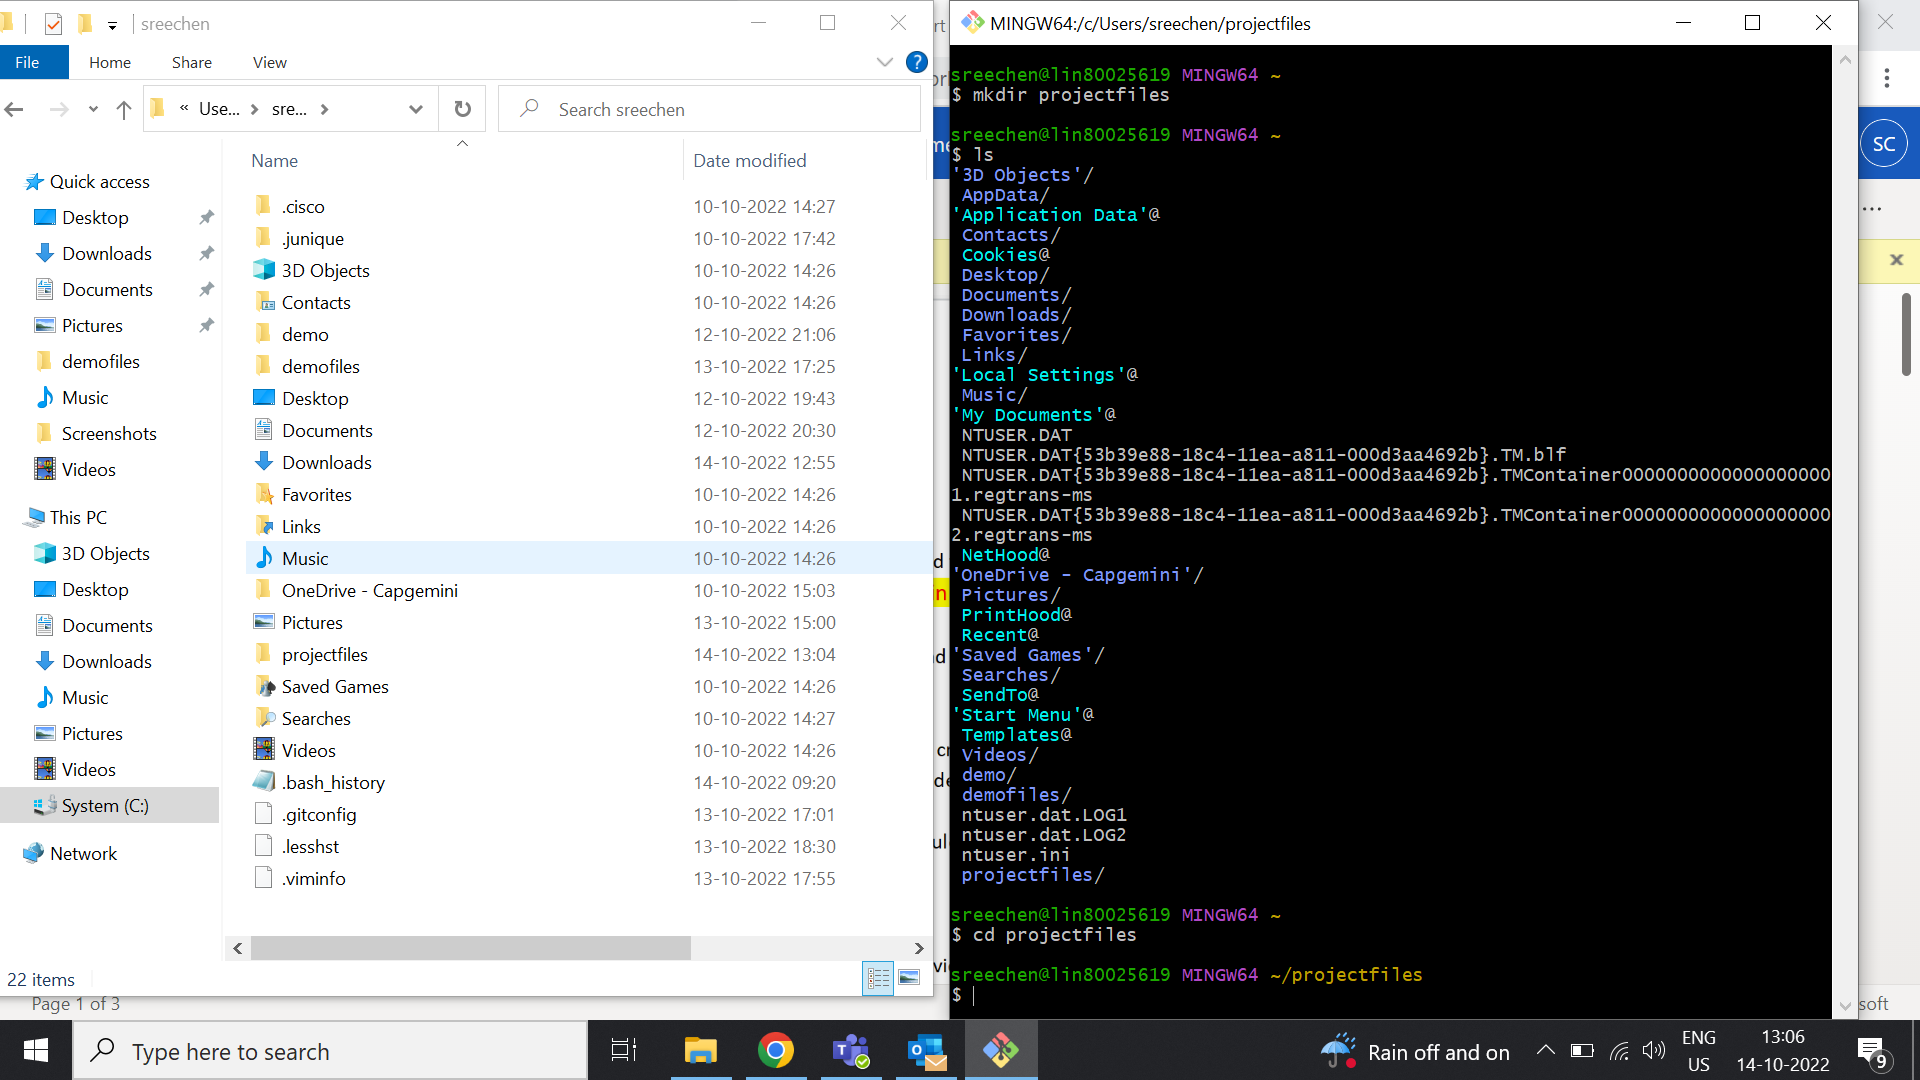 sreechen
File Home Share View
« Use... › sre... ›
Search sreechen
Name Date modified
Quick access
Desktop
Downloads
Documents
Pictures
demofiles
Music
Screenshots
Videos
This PC
3D Objects
Desktop
Documents
Downloads
Music
Pictures
Videos
System (C:)
Network
.cisco 10-10-2022 14:27
.junique 10-10-2022 17:42
3D Objects 10-10-2022 14:26
Contacts 10-10-2022 14:26
demo 12-10-2022 21:06
demofiles 13-10-2022 17:25
Desktop 12-10-2022 19:43
Documents 12-10-2022 20:30
Downloads 14-10-2022 12:55
Favorites 10-10-2022 14:26
Links 10-10-2022 14:26
Music 10-10-2022 14:26
OneDrive - Capgemini 10-10-2022 15:03
Pictures 13-10-2022 15:00
projectfiles 14-10-2022 13:04
Saved Games 10-10-2022 14:26
Searches 10-10-2022 14:27
Videos 10-10-2022 14:26
.bash_history 14-10-2022 09:20
.gitconfig 13-10-2022 17:01
.lesshst 13-10-2022 18:30
.viminfo 13-10-2022 17:55
22 items
Page 1 of 3
MINGW64:/c/Users/sreechen/projectfiles
sreechen@lin80025619 MINGW64 ~
$ mkdir projectfiles
sreechen@lin80025619 MINGW64 ~
$ ls
'3D Objects'/
AppData/
'Application Data'@
Contacts/
Cookies@
Desktop/
Documents/
Downloads/
Favorites/
Links/
'Local Settings'@
Music/
'My Documents'@
NTUSER.DAT
NTUSER.DAT{53b39e88-18c4-11ea-a811-000d3aa4692b}.TM.blf
NTUSER.DAT{53b39e88-18c4-11ea-a811-000d3aa4692b}.TMContainer0000000000000000000
1.regtrans-ms
NTUSER.DAT{53b39e88-18c4-11ea-a811-000d3aa4692b}.TMContainer0000000000000000000
2.regtrans-ms
NetHood@
'OneDrive - Capgemini'/
Pictures/
PrintHood@
Recent@
'Saved Games'/
Searches/
SendTo@
'Start Menu'@
Templates@
Videos/
demo/
demofiles/
ntuser.dat.LOG1
ntuser.dat.LOG2
ntuser.ini
projectfiles/
sreechen@lin80025619 MINGW64 ~
$ cd projectfiles
sreechen@lin80025619 MINGW64 ~/projectfiles
$
SC
soft
Type here to search
Rain off and on
ENG
US
13:06
14-10-2022
9